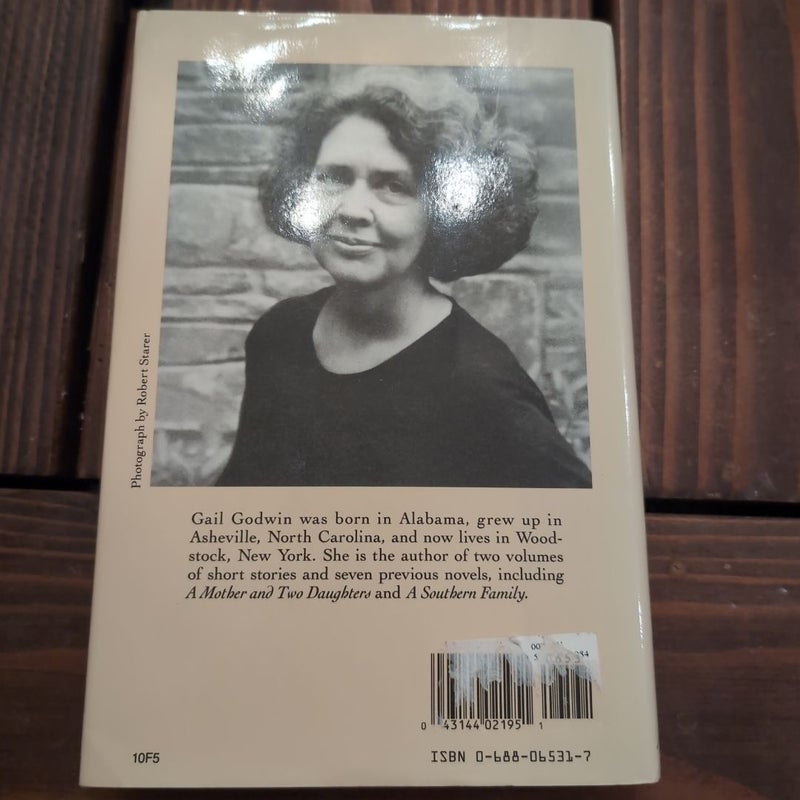 Photograph by Robert Starer
Gail Godwin was born in Alabama, grew up in
Asheville, North Carolina, and now lives in Wood-
stock, New York. She is the author of two volumes
of short stories and seven previous novels, including
A Mother and Two Daughters and A Southern Family.
0 43144 02195 1
10F5
ISBN 0-688-06531-7